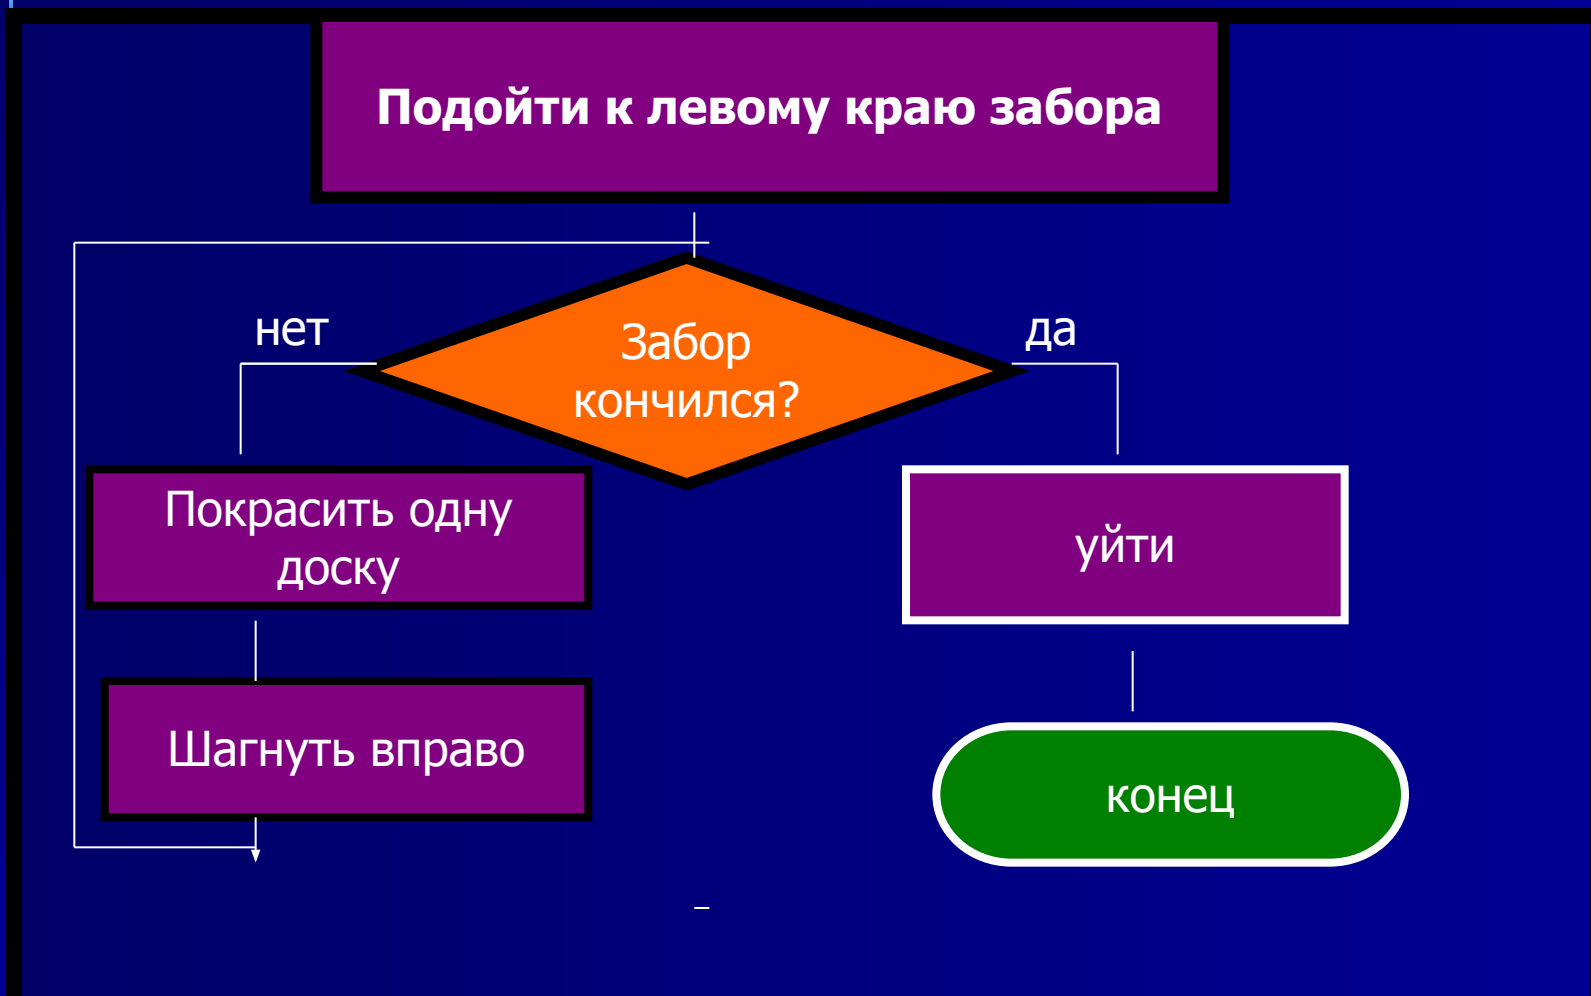 Подойти к левому краю забора
нет
Забор
кончился?
да
Покрасить одну
доску
уйти
Шагнуть вправо
конец